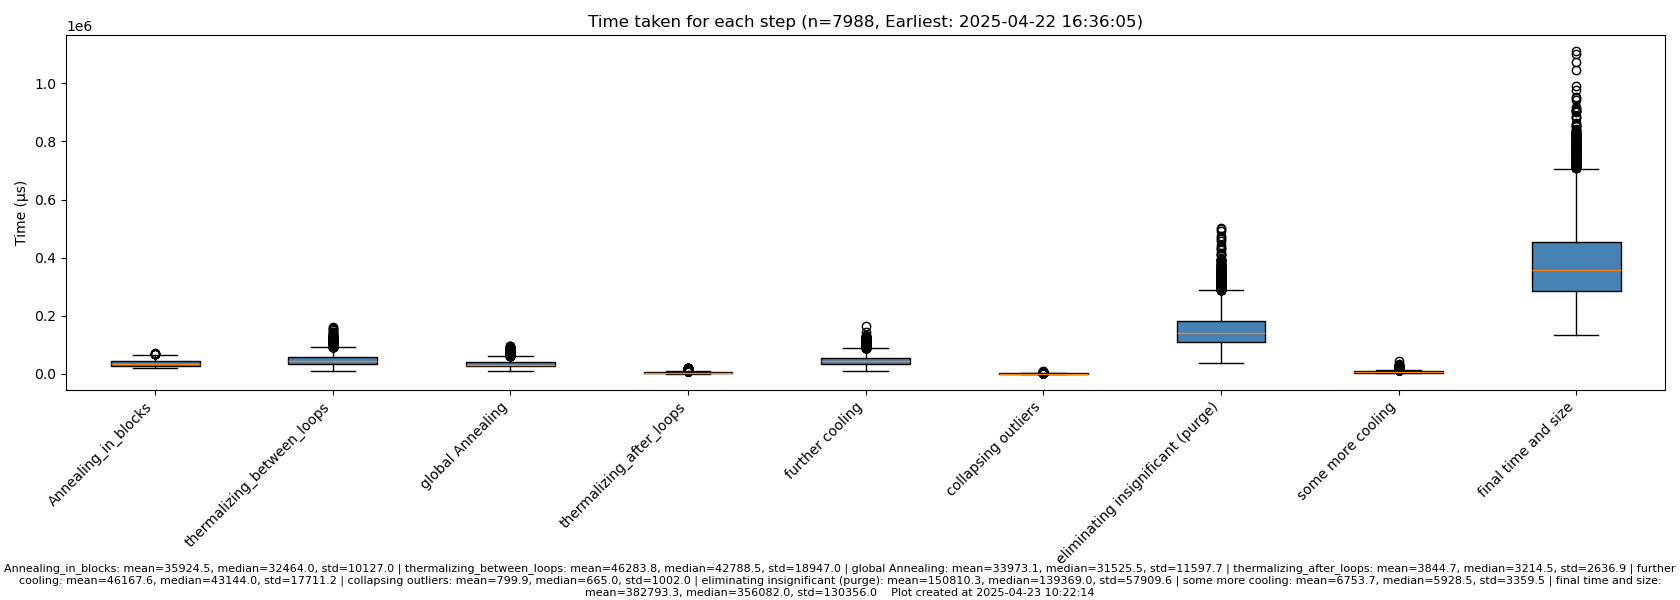 Time taken for each step (n=7988, Earliest: 2025-04-22 16:36:05)
1e6
1.0
0.8
0.6
0.4
0.2
0.0
Time (µs)
Annealing_in_blocks
thermalizing_between_loops
global Annealing
thermalizing_after_loops
further cooling
collapsing outliers
eliminating insignificant (purge)
some more cooling
final time and size
Annealing_in_blocks: mean=35924.5, median=32464.0, std=10127.0 | thermalizing_between_loops: mean=46283.8, median=42788.5, std=18947.0 | global Annealing: mean=33973.1, median=31525.5, std=11597.7 | thermalizing_after_loops: mean=3844.7, median=3214.5, std=2636.9 | further
cooling: mean=46167.6, median=43144.0, std=17711.2 | collapsing outliers: mean=799.9, median=665.0, std=1002.0 | eliminating insignificant (purge): mean=150810.3, median=139369.0, std=57909.6 | some more cooling: mean=6753.7, median=5928.5, std=3359.5 | final time and size:
mean=382793.3, median=356082.0, std=130356.0    Plot created at 2025-04-23 10:22:14